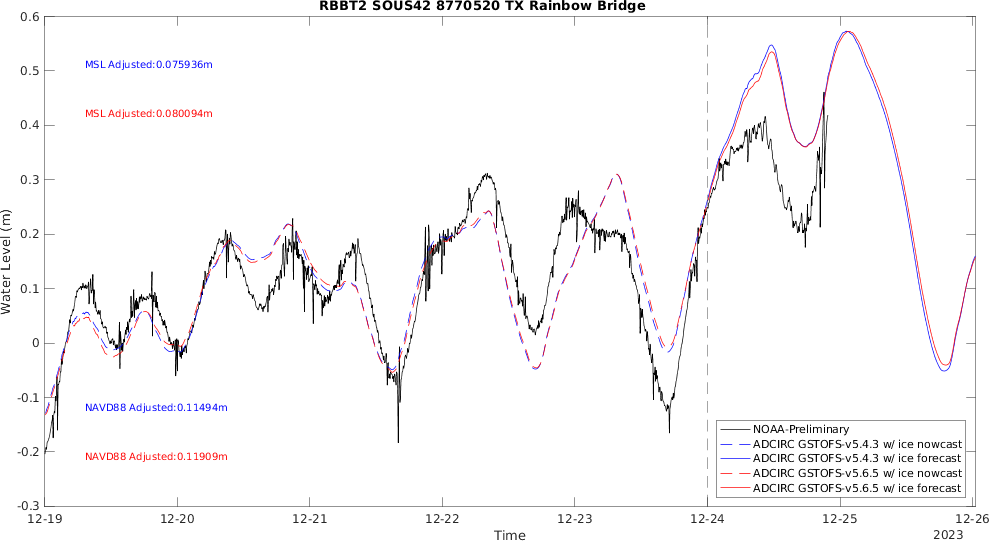 RBBT2 SOUS42 8770520 TX Rainbow Bridge
0.6
0.5
0.4
0.3
0.2
0.1
0
-0.1
-0.2
-0.3
Water Level (m)
MSL Adjusted:0.075936m
MSL Adjusted:0.080094m
NAVD88 Adjusted:0.11494m
NAVD88 Adjusted:0.11909m
NOAA-Preliminary
ADCIRC GSTOFS-v5.4.3 w/ ice nowcast
ADCIRC GSTOFS-v5.4.3 w/ ice forecast
ADCIRC GSTOFS-v5.6.5 w/ ice nowcast
ADCIRC GSTOFS-v5.6.5 w/ ice forecast
12-19 12-20 12-21 12-22 12-23 12-24 12-25 12-26
Time
2023